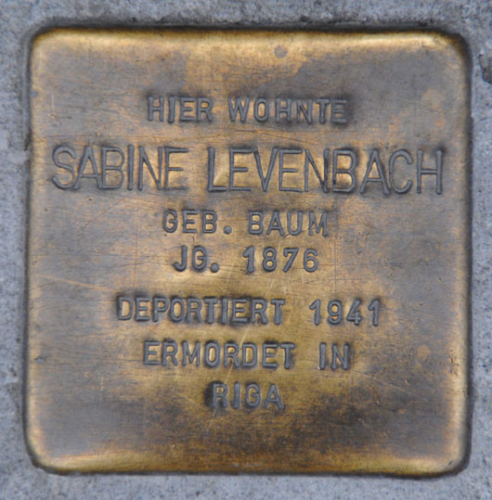 HIER WOHNTE
SABINE LEVENBACH
GEB. BAUM
JG. 1876
DEPORTIERT 1941
ERMORDET IN
RIGA